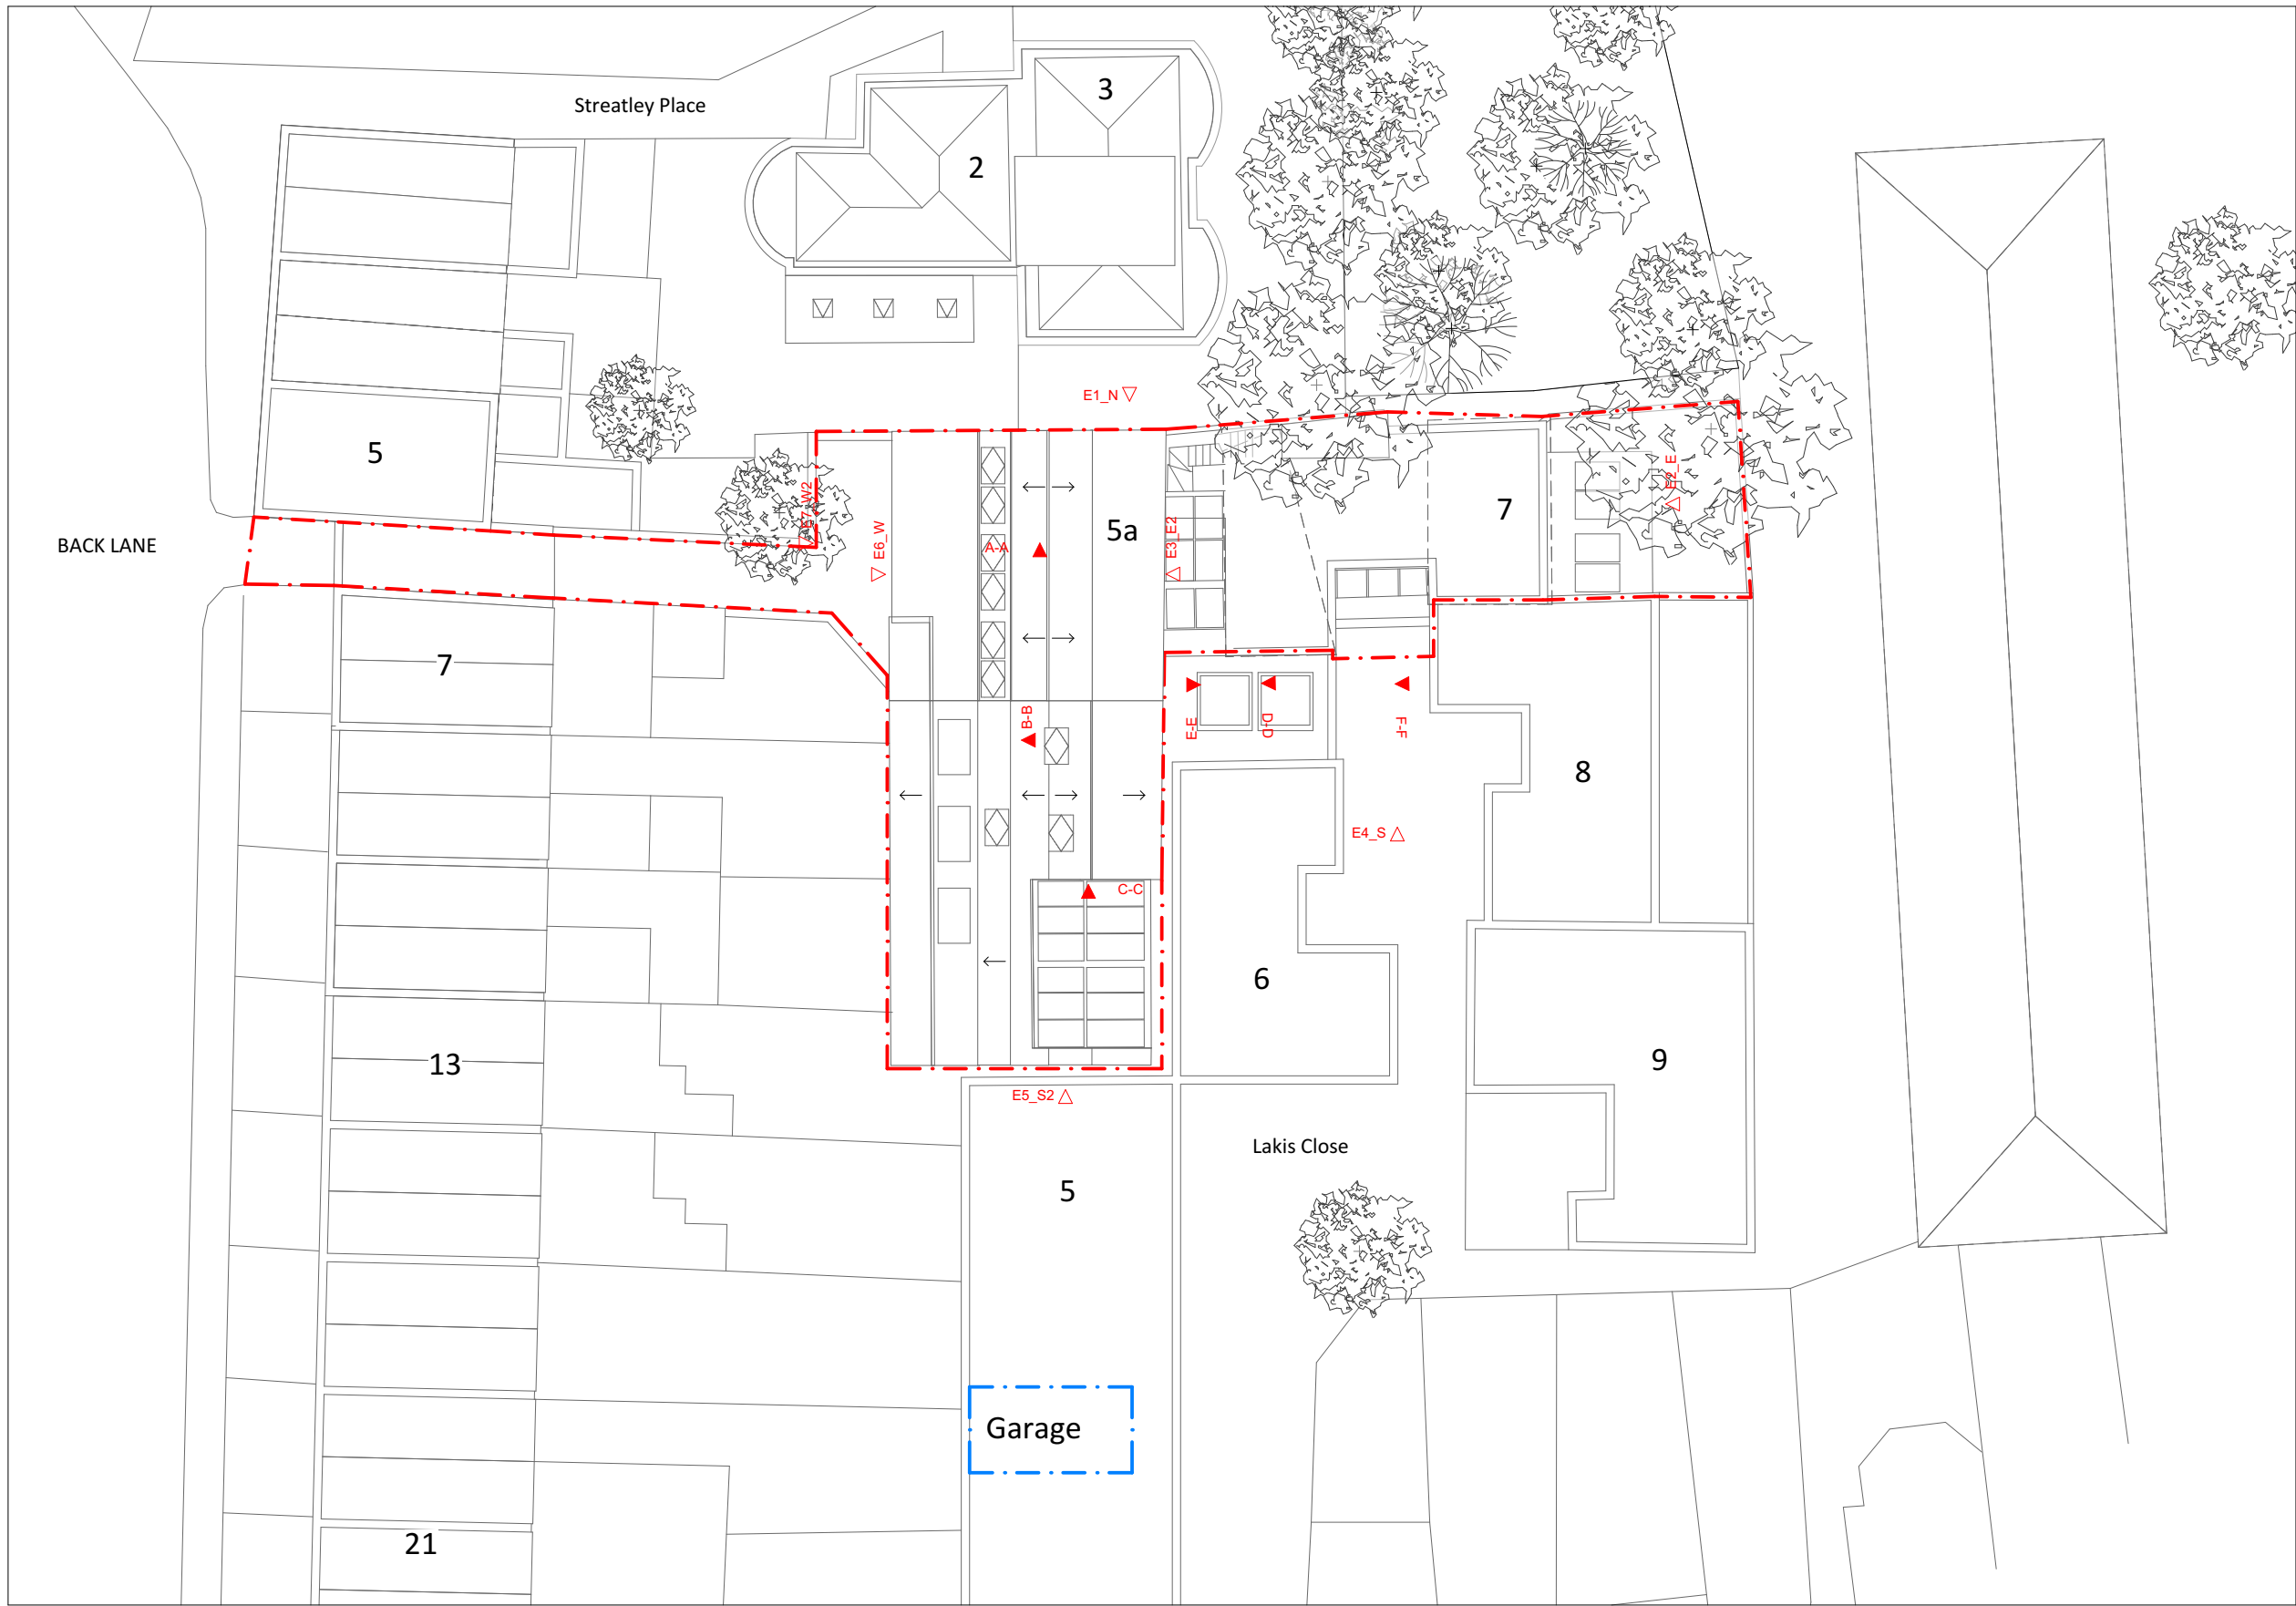 3
Streatley Place
2
E1_N
5
7
E2_E
E7_W2
E6_W
A-A
5a
E3_E2
BACK LANE
7
E-E
D-D
F-F
B-B
8
E4_S
C-C
6
13
9
E5_S2
Lakis Close
5
Garage
21